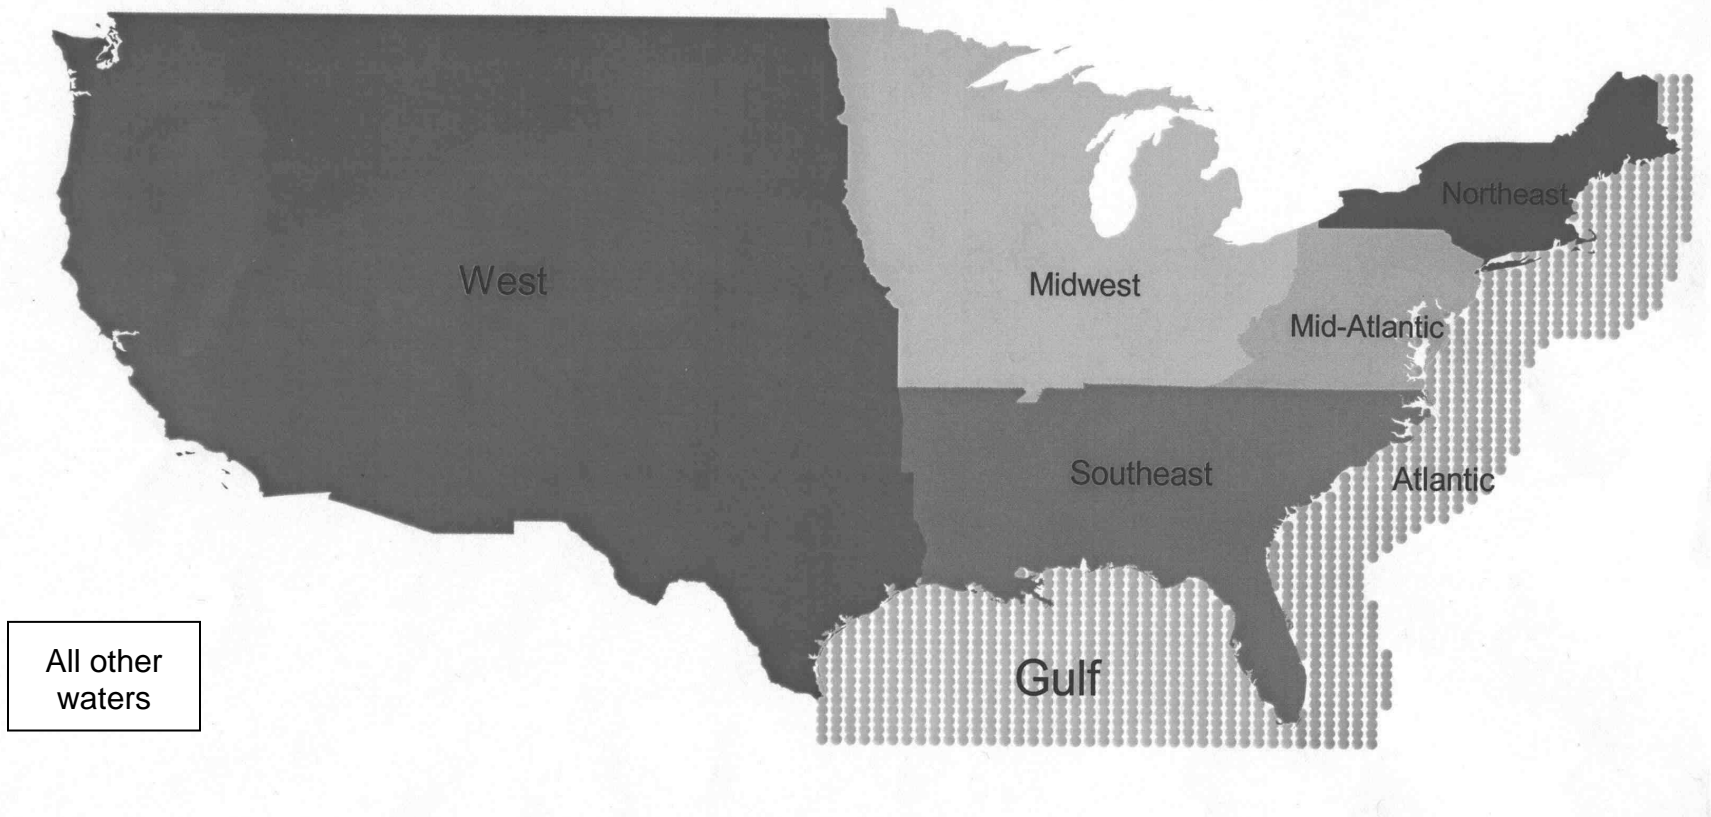 Northeast
West
Midwest
Mid-Atlantic
Southeast
Atlantic
All other
waters
Gulf